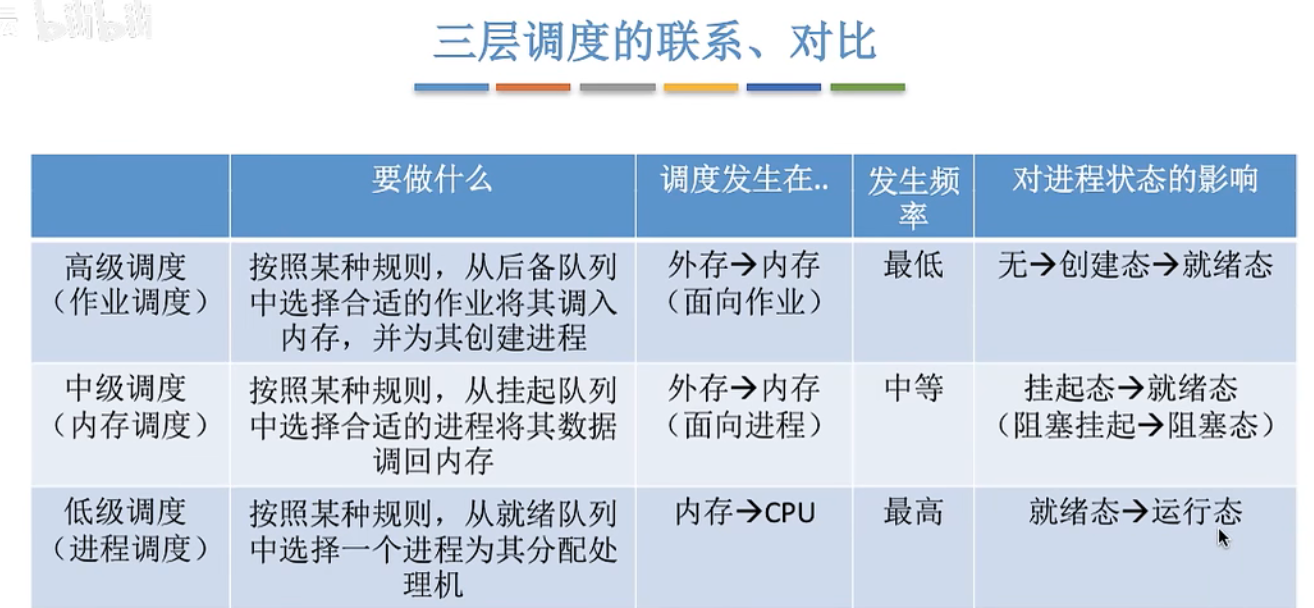 bilibili
三层调度的联系、对比
要做什么
调度发生在..
发生频
率
对进程状态的影响
高级调度
（作业调度）
按照某种规则，从后备队列
中选择合适的作业将其调入
内存，并为其创建进程
外存→内存
（面向作业）
最低
无→创建态→就绪态
中级调度
（内存调度）
按照某种规则，从挂起队列
中选择合适的进程将其数据
调回内存
外存→内存
（面向进程）
中等
挂起态→就绪态
（阻塞挂起→阻塞态）
低级调度
（进程调度）
按照某种规则，从就绪队列
中选择一个进程为其分配处
理机
内存→CPU
最高
就绪态→运行态